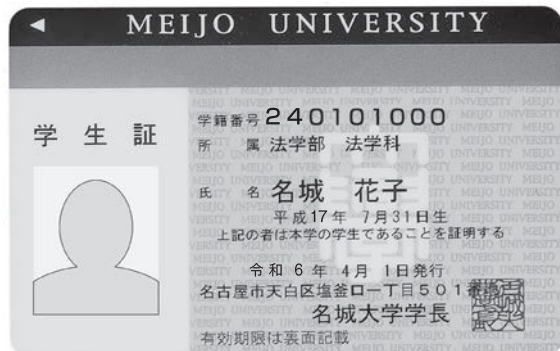 MEIJO UNIVERSITY
学生証
学籍番号 240101000
所属 法学部 法学科
氏名 名城 花子
平成17年 7月31日生
上記の者は本学の学生であることを証明する
令和 6年 4月 1日発行
名古屋市天白区塩釜口一丁目501番地
名城大学学長
有効期限は裏面記載